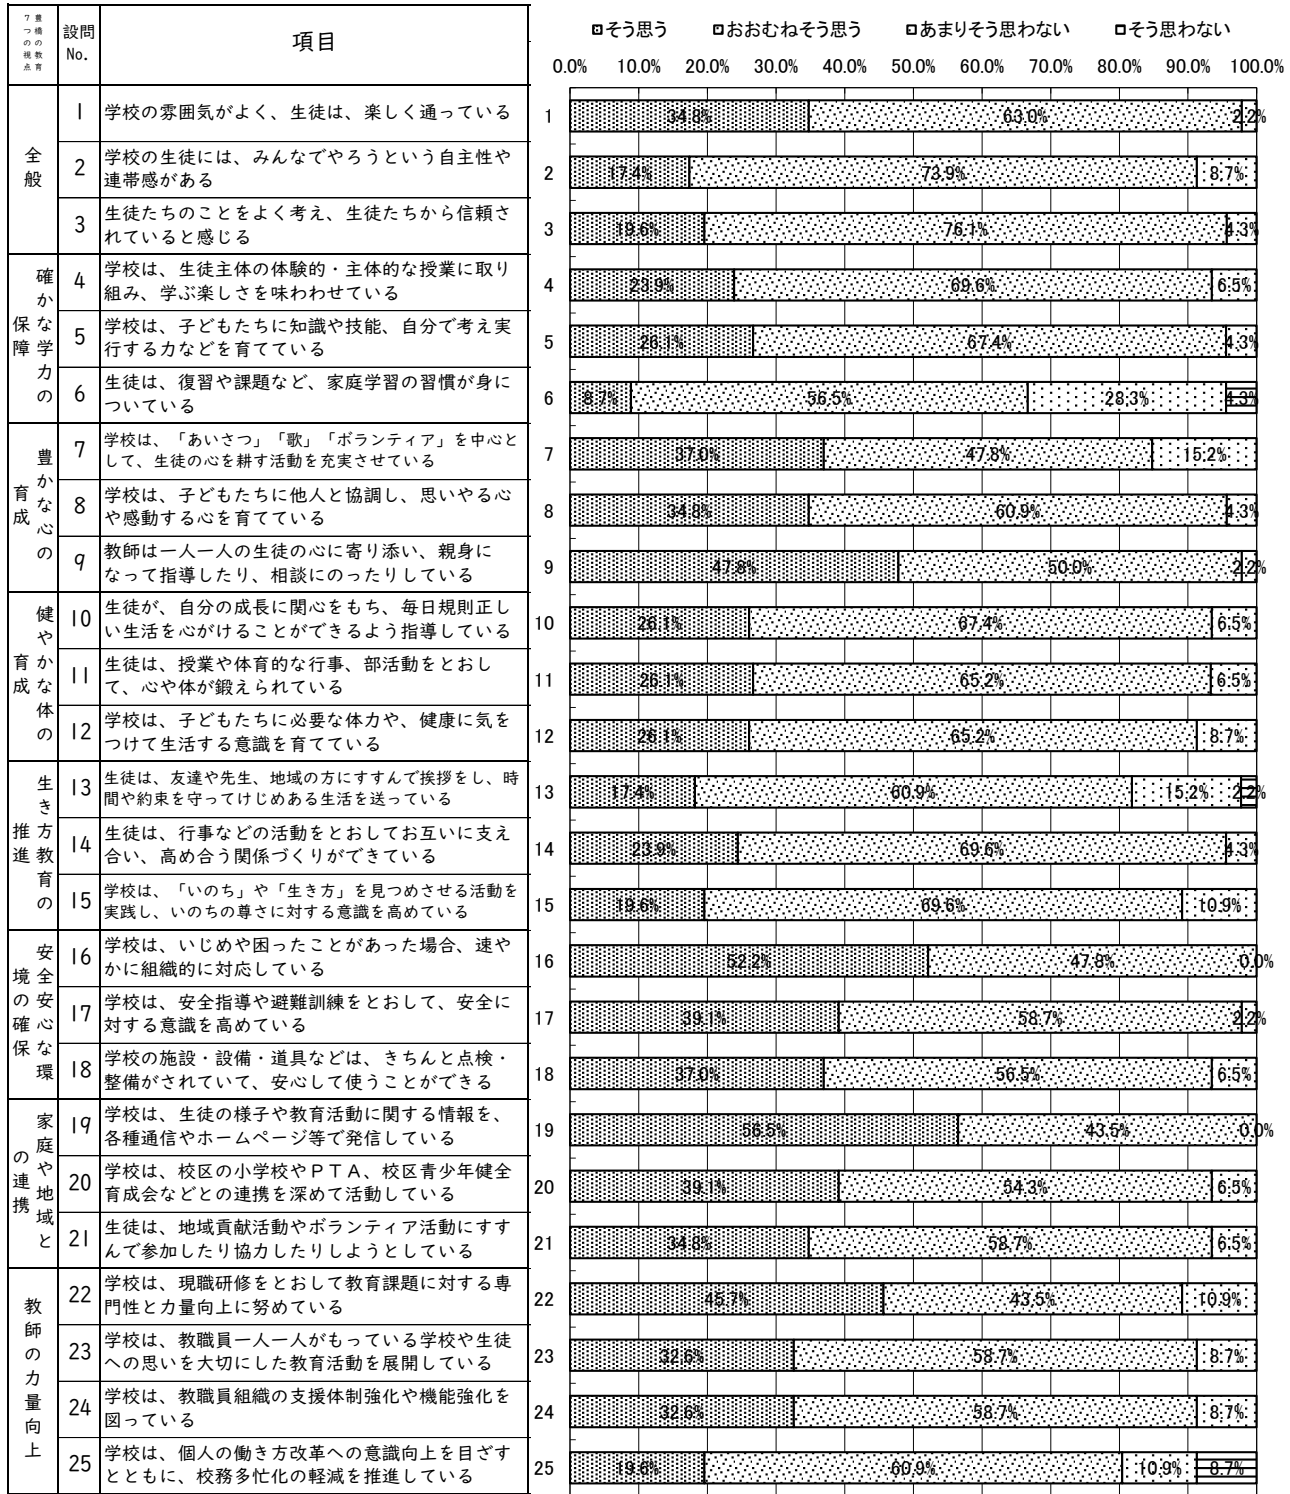 豊橋の教育
7つの視点
設問
No.
項目
そう思う
おおむねそう思う
あまりそう思わない
そう思わない
0.0% 10.0% 20.0% 30.0% 40.0% 50.0% 60.0% 70.0% 80.0% 90.0% 100.0%
全般
1 学校の雰囲気がよく、生徒は、楽しく通っている
1 34.8% 63.0% 2.2%
2 学校の生徒には、みんなでやろうという自主性や
連帯感がある
2 17.4% 73.9% 8.7%
3 生徒たちのことをよく考え、生徒たちから信頼さ
れていると感じる
3 19.6% 76.1% 4.3%
確かな学力の
保障
4 学校は、生徒主体の体験的・主体的な授業に取り
組み、学ぶ楽しさを味わわせている
4 23.9% 69.6% 6.5%
5 学校は、子どもたちに知識や技能、自分で考え実
行する力などを育てている
5 26.1% 67.4% 4.3%
6 生徒は、復習や課題など、家庭学習の習慣が身に
ついている
6 8.7% 56.5% 28.3% 4.3%
豊かな心の
育成
7 学校は、「あいさつ」「歌」「ボランティア」を中心と
して、生徒の心を耕す活動を充実させている
7 37.0% 47.8% 15.2%
8 学校は、子どもたちに他人と協調し、思いやる心
や感動する心を育てている
8 34.8% 60.9% 4.3%
9 教師は一人一人の生徒の心に寄り添い、親身に
なって指導したり、相談にのったりしている
9 47.8% 50.0% 2.2%
健やかな体の
育成
10 生徒が、自分の成長に関心をもち、毎日規則正し
い生活を心がけることができるよう指導している
10 26.1% 67.4% 6.5%
11 生徒は、授業や体育的な行事、部活動をとおし
て、心や体が鍛えられている
11 26.1% 65.2% 6.5%
12 学校は、子どもたちに必要な体力や、健康に気を
つけて生活する意識を育てている
12 26.1% 65.2% 8.7%
生き方教育の
推進
13 生徒は、友達や先生、地域の方にすすんで挨拶をし、時
間や約束を守ってけじめある生活を送っている
13 17.4% 60.9% 15.2% 2.2%
14 生徒は、行事などの活動をとおしてお互いに支え
合い、高め合う関係づくりができている
14 23.9% 69.6% 4.3%
15 学校は、「いのち」や「生き方」を見つめさせる活動を
実践し、いのちの尊さに対する意識を高めている
15 19.6% 69.6% 10.9%
安全安心な環
境の確保
16 学校は、いじめや困ったことがあった場合、速や
かに組織的に対応している
16 52.2% 47.8% 0.0%
17 学校は、安全指導や避難訓練をとおして、安全に
対する意識を高めている
17 39.1% 58.7% 2.2%
18 学校の施設・設備・道具などは、きちんと点検・
整備がされていて、安心して使うことができる
18 37.0% 56.5% 6.5%
家庭や地域と
の連携
19 学校は、生徒の様子や教育活動に関する情報を、
各種通信やホームページ等で発信している
19 56.5% 43.5% 0.0%
20 学校は、校区の小学校やPTA、校区青少年健全
育成会などとの連携を深めて活動している
20 39.1% 54.3% 6.5%
21 生徒は、地域貢献活動やボランティア活動にすす
んで参加したり協力したりしようとしている
21 34.8% 58.7% 6.5%
教師の力量向上
22 学校は、現職研修をとおして教育課題に対する専
門性と力量向上に努めている
22 45.7% 43.5% 10.9%
23 学校は、教職員一人一人がもっている学校や生徒
への思いを大切にした教育活動を展開している
23 32.6% 58.7% 8.7%
24 学校は、教職員組織の支援体制強化や機能強化を
図っている
24 32.6% 58.7% 8.7%
25 学校は、個人の働き方改革への意識向上を目ざす
とともに、校務多忙化の軽減を推進している
25 19.6% 60.9% 10.9% 8.7%